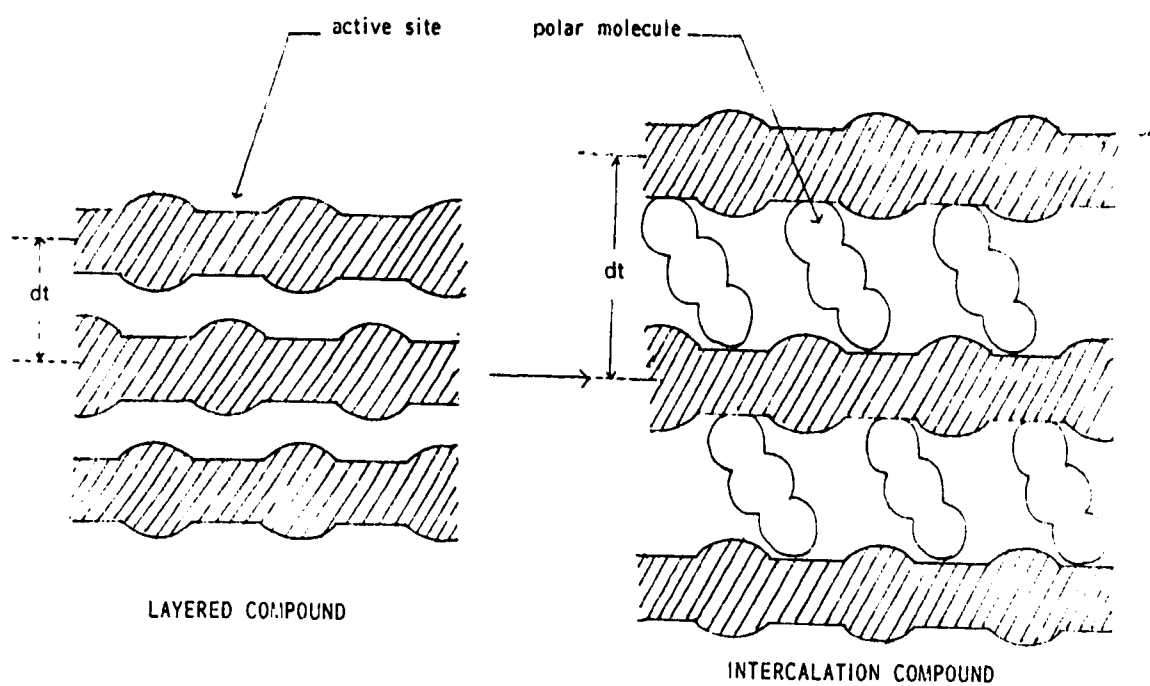 active site
polar molecule
dt
dt
LAYERED COMPOUND
INTERCALATION COMPOUND